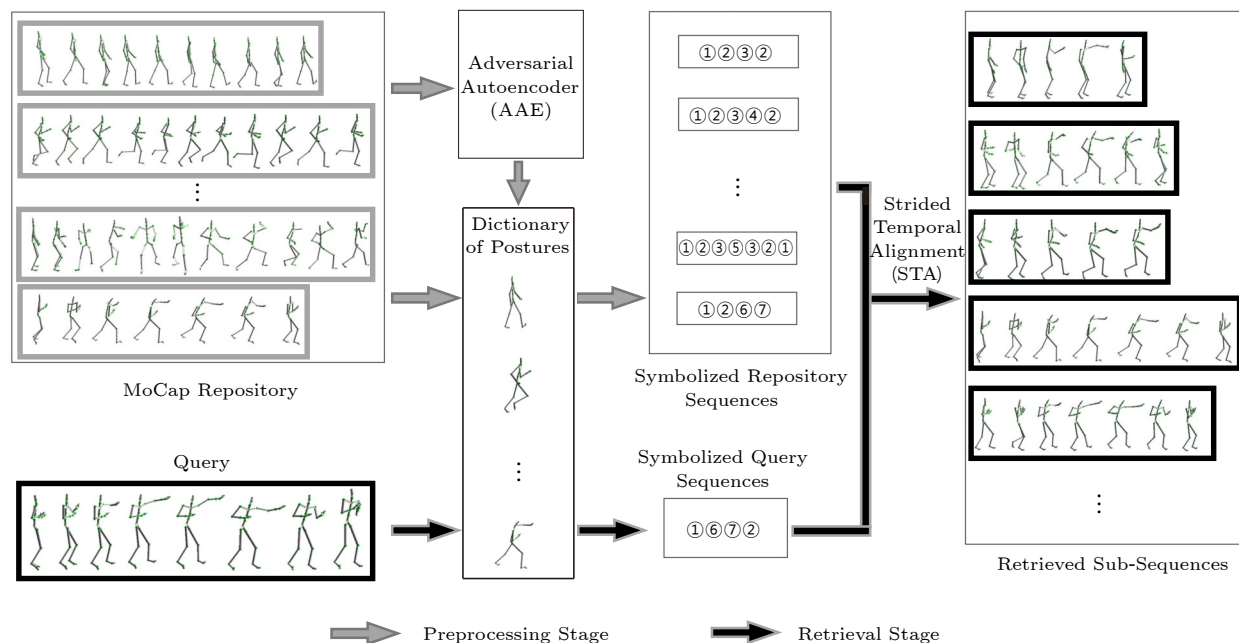 Adversarial
Autoencoder
(AAE)
Dictionary
of Postures
⋮
MoCap Repository
⋮
①②③②
①②③④②
⋮
①②③⑤③②①
①②⑥⑦
Symbolized Repository
Sequences
Strided
Temporal
Alignment
(STA)
Query
Symbolized Query
Sequences
①⑥⑦②
⋮
Retrieved Sub-Sequences
Preprocessing Stage
Retrieval Stage